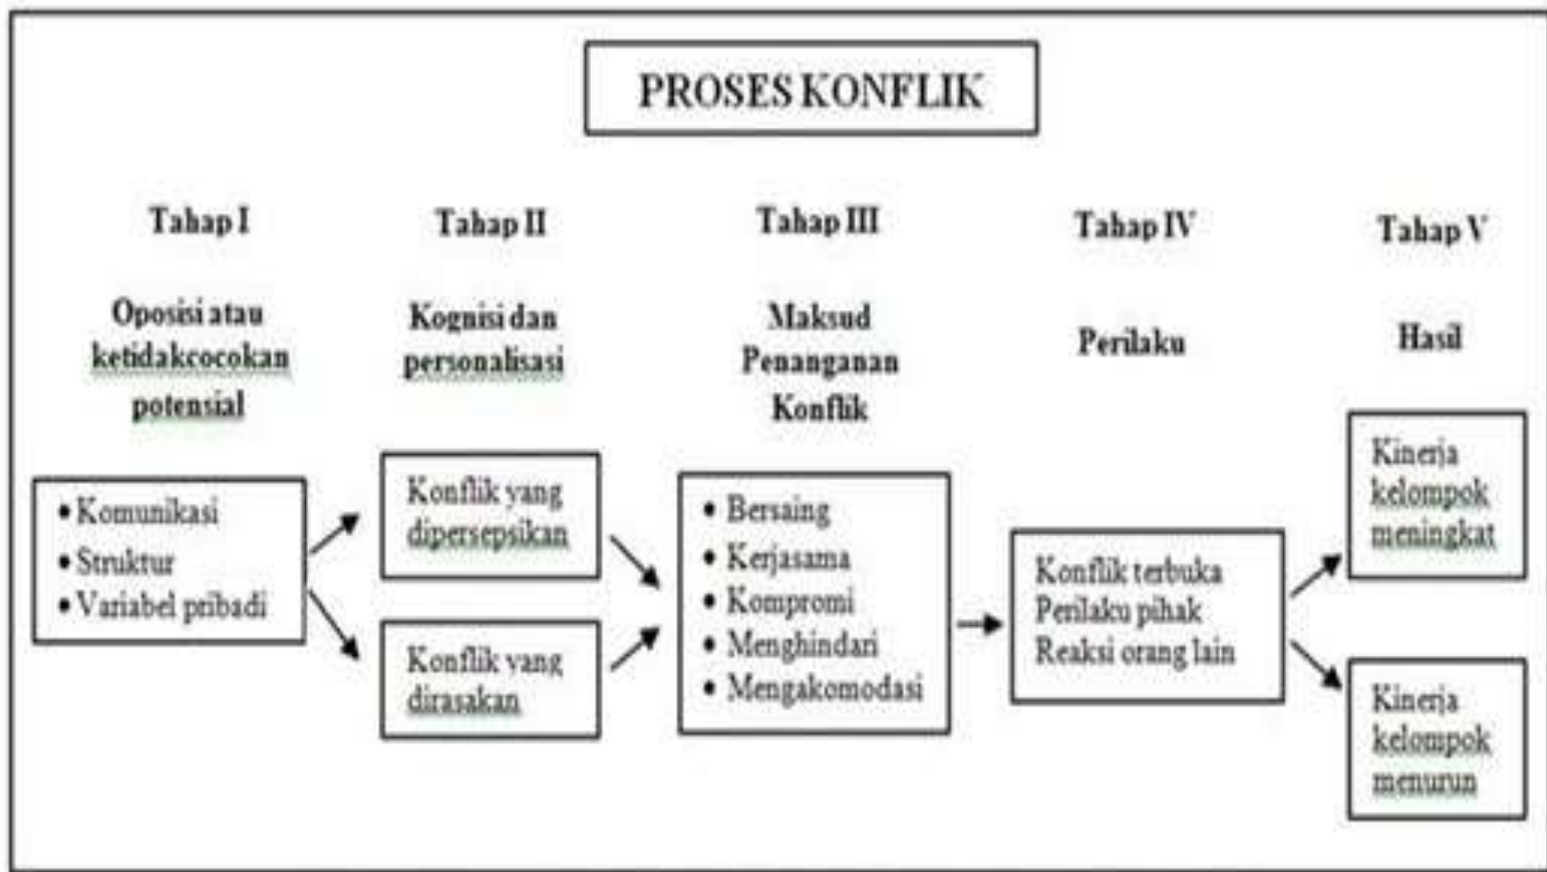 PROSES KONFLIK
Tahap I
Oposisi atau
ketidakcocokan
potensial
• Komunikasi
• Struktur
• Variabel pribadi
Tahap II
Kognisi dan
personalisasi
Konflik yang
dipersepsikan
Konflik yang
dirasakan
Tahap III
Maksud
Penanganan
Konflik
• Bersaing
• Kerjasama
• Kompromi
• Menghindari
• Mengakomodasi
Tahap IV
Perilaku
Konflik terbuka
Perilaku pihak
Reaksi orang lain
Tahap V
Hasil
Kinerja
kelompok
meningkat
Kinerja
kelompok
menurun